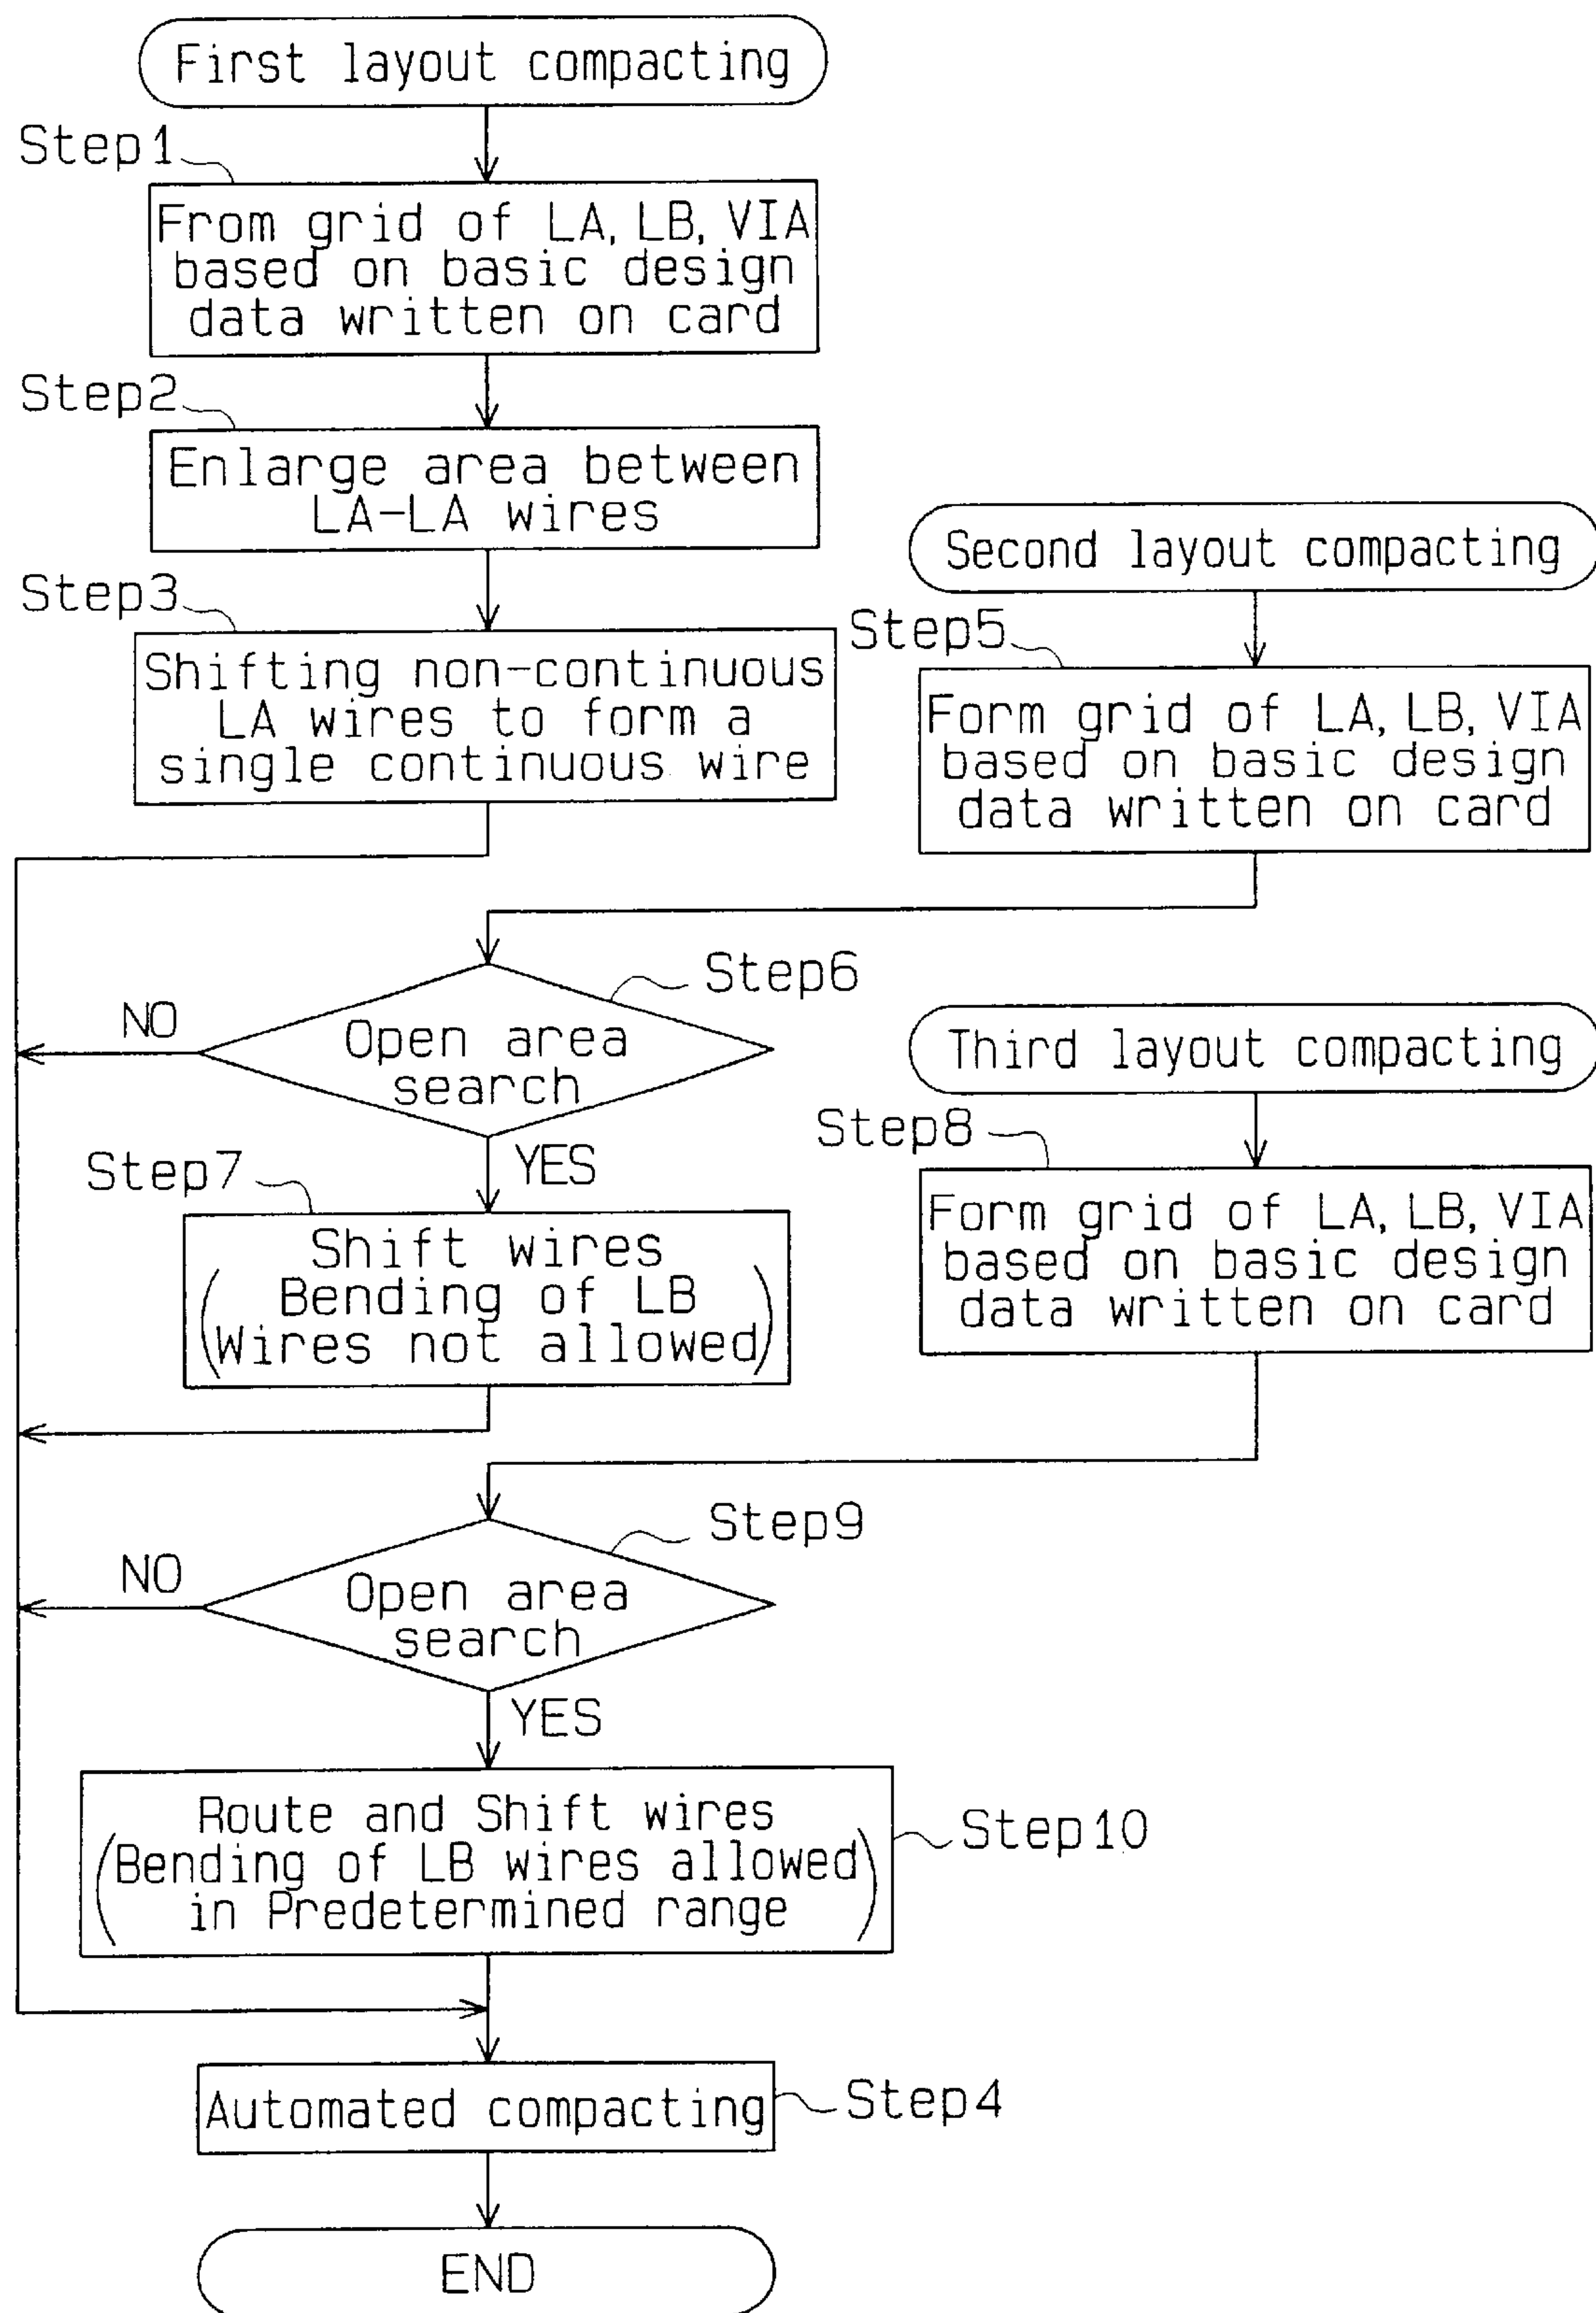 First layout compacting
Step1
From grid of LA, LB, VIA
based on basic design
data written on card
Step2
Enlarge area between
LA-LA wires
Step3
Shifting non-continuous
LA wires to form a
single continuous wire
Second layout compacting
Step5
Form grid of LA, LB, VIA
based on basic design
data written on card
Step6
NO
Open area
search
YES
Step7
Shift wires
(Bending of LB
Wires not allowed)
Third layout compacting
Step8
Form grid of LA, LB, VIA
based on basic design
data written on card
Step9
NO
Open area
search
YES
Route and Shift wires
(Bending of LB wires allowed
in Predetermined range)
Step10
Automated compacting
Step4
END